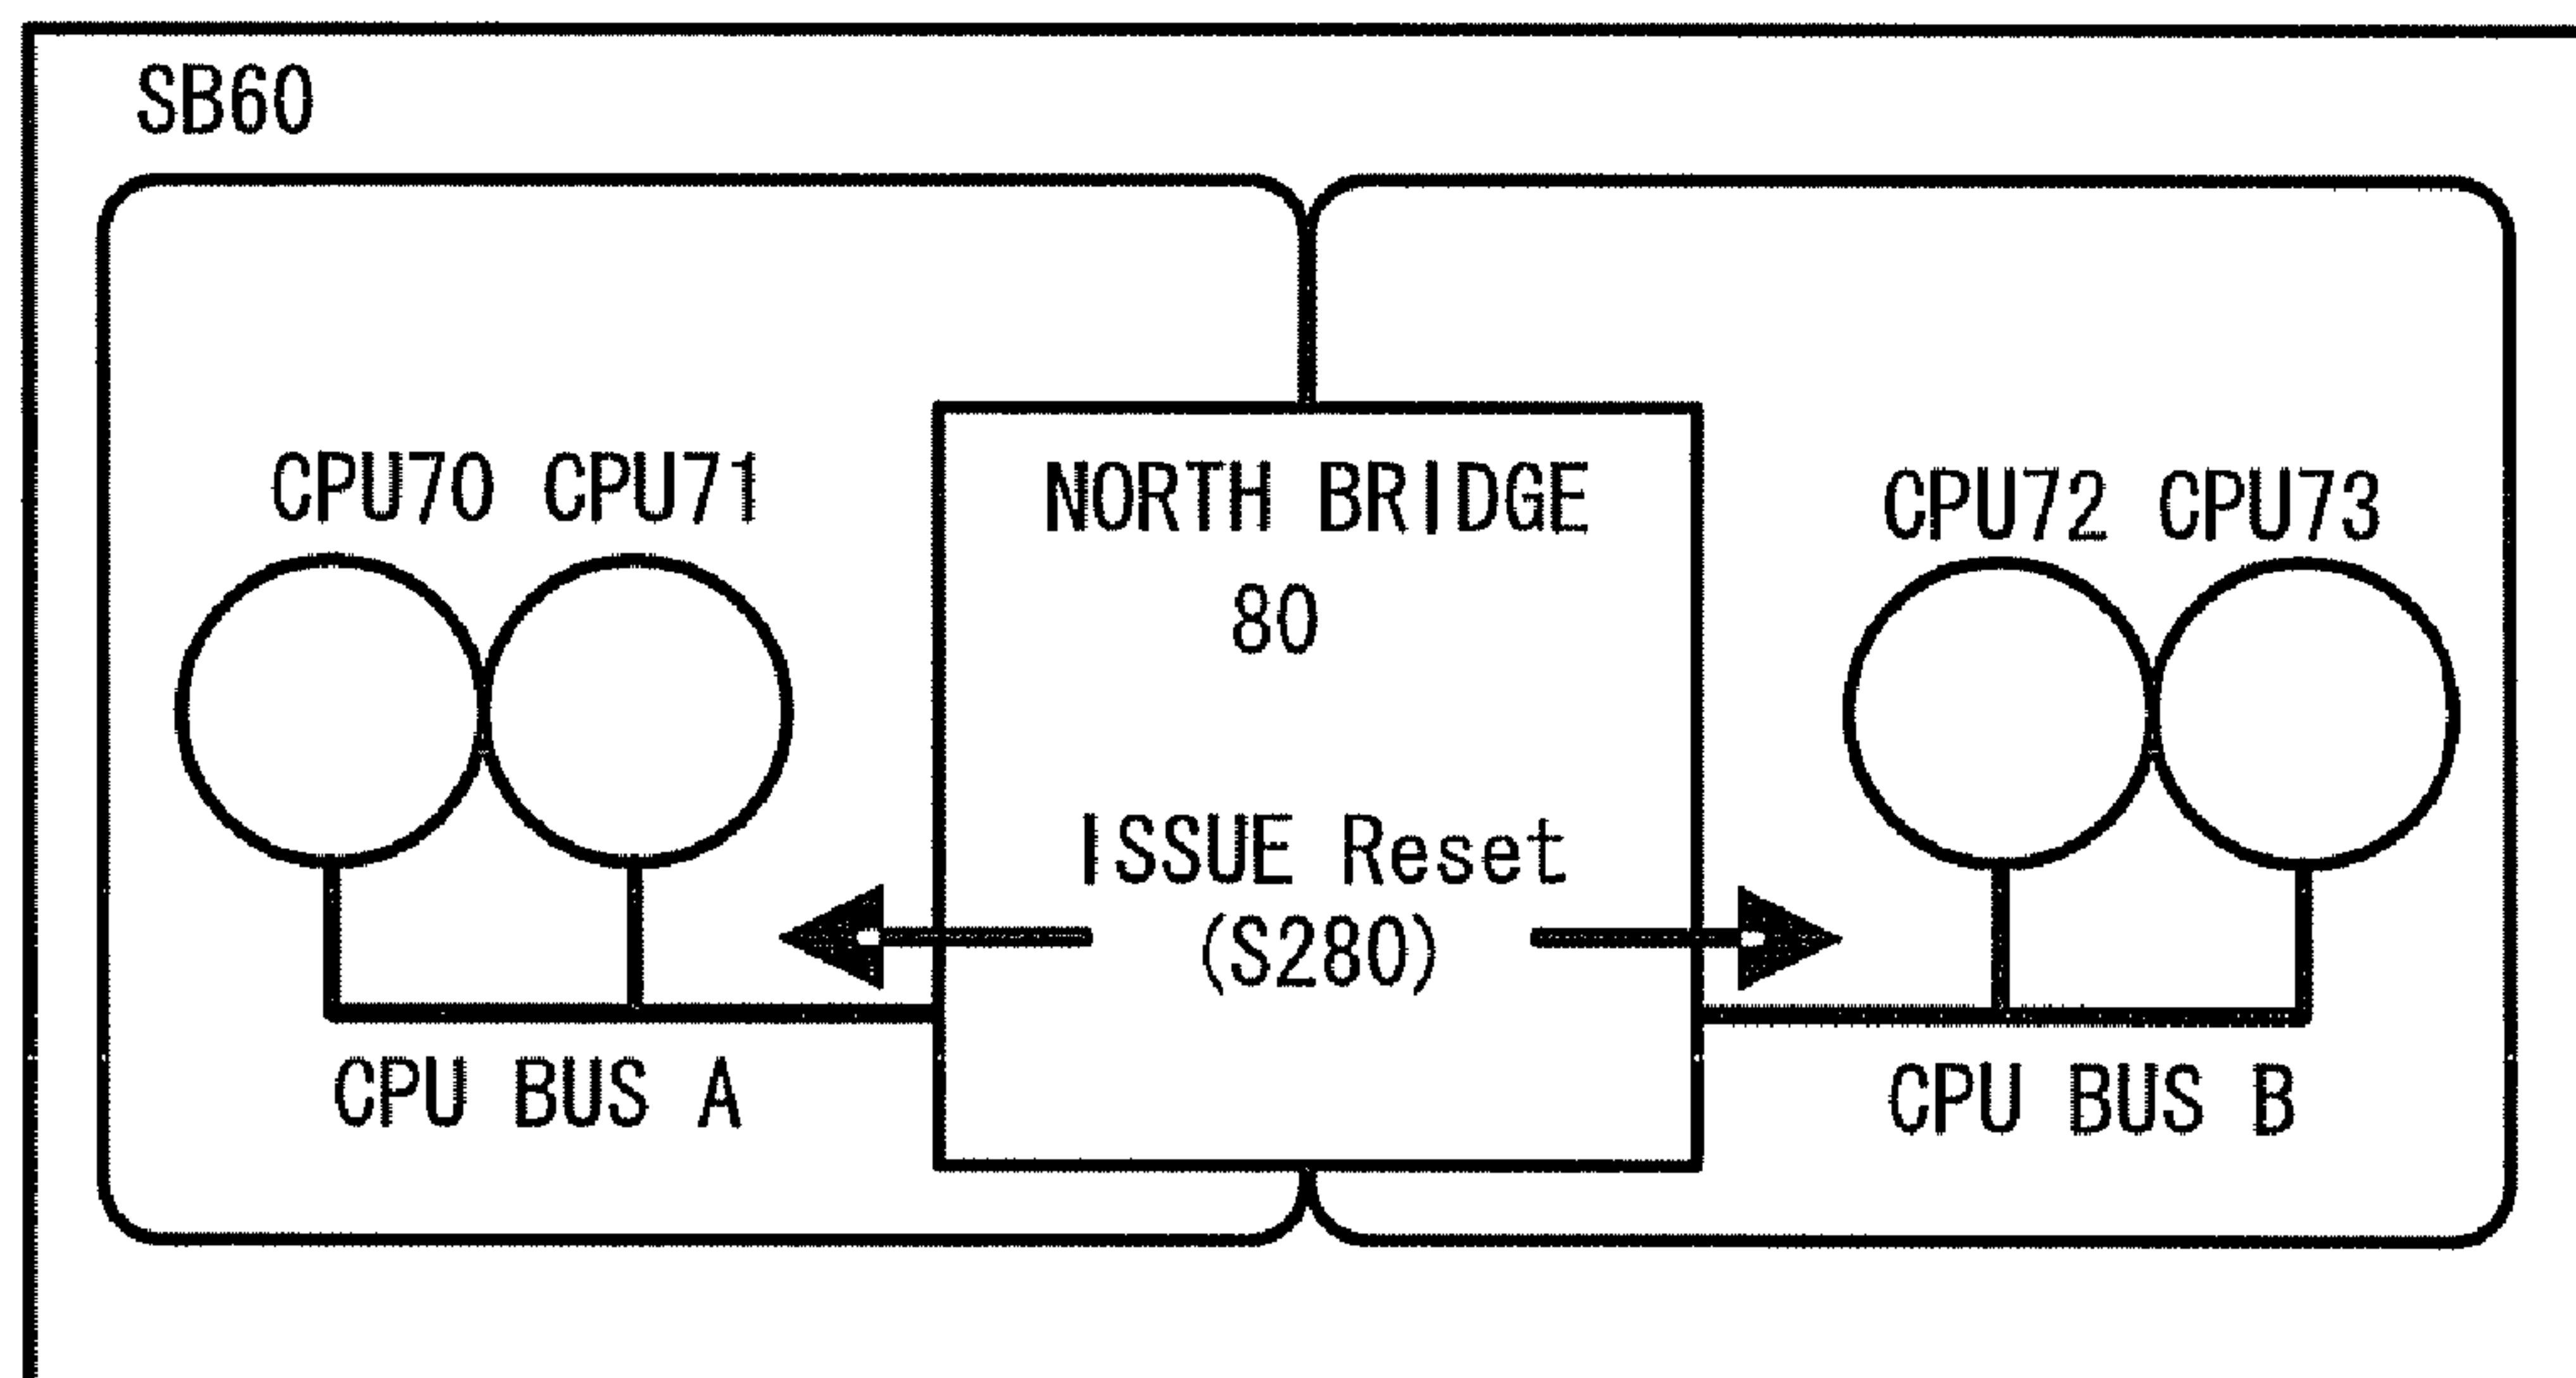 SB60
CPU70 CPU71
NORTH BRIDGE
80
CPU72 CPU73
ISSUE Reset
(S280)
CPU BUS A
CPU BUS B